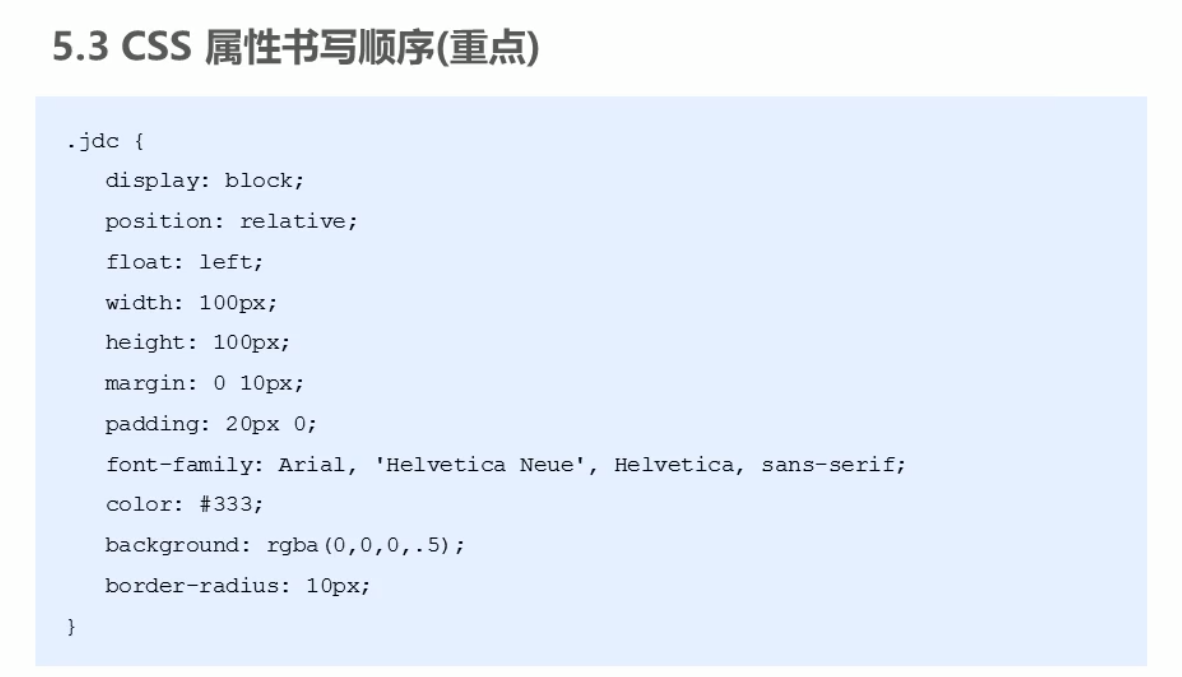 5.3 CSS 属性书写顺序(重点)
.jdc {
display: block;
position: relative;
float: left;
width: 100px;
height: 100px;
margin: 0 10px;
padding: 20px 0;
font-family: Arial, 'Helvetica Neue', Helvetica, sans-serif;
color: #333;
background: rgba(0,0,0,.5);
border-radius: 10px;
}